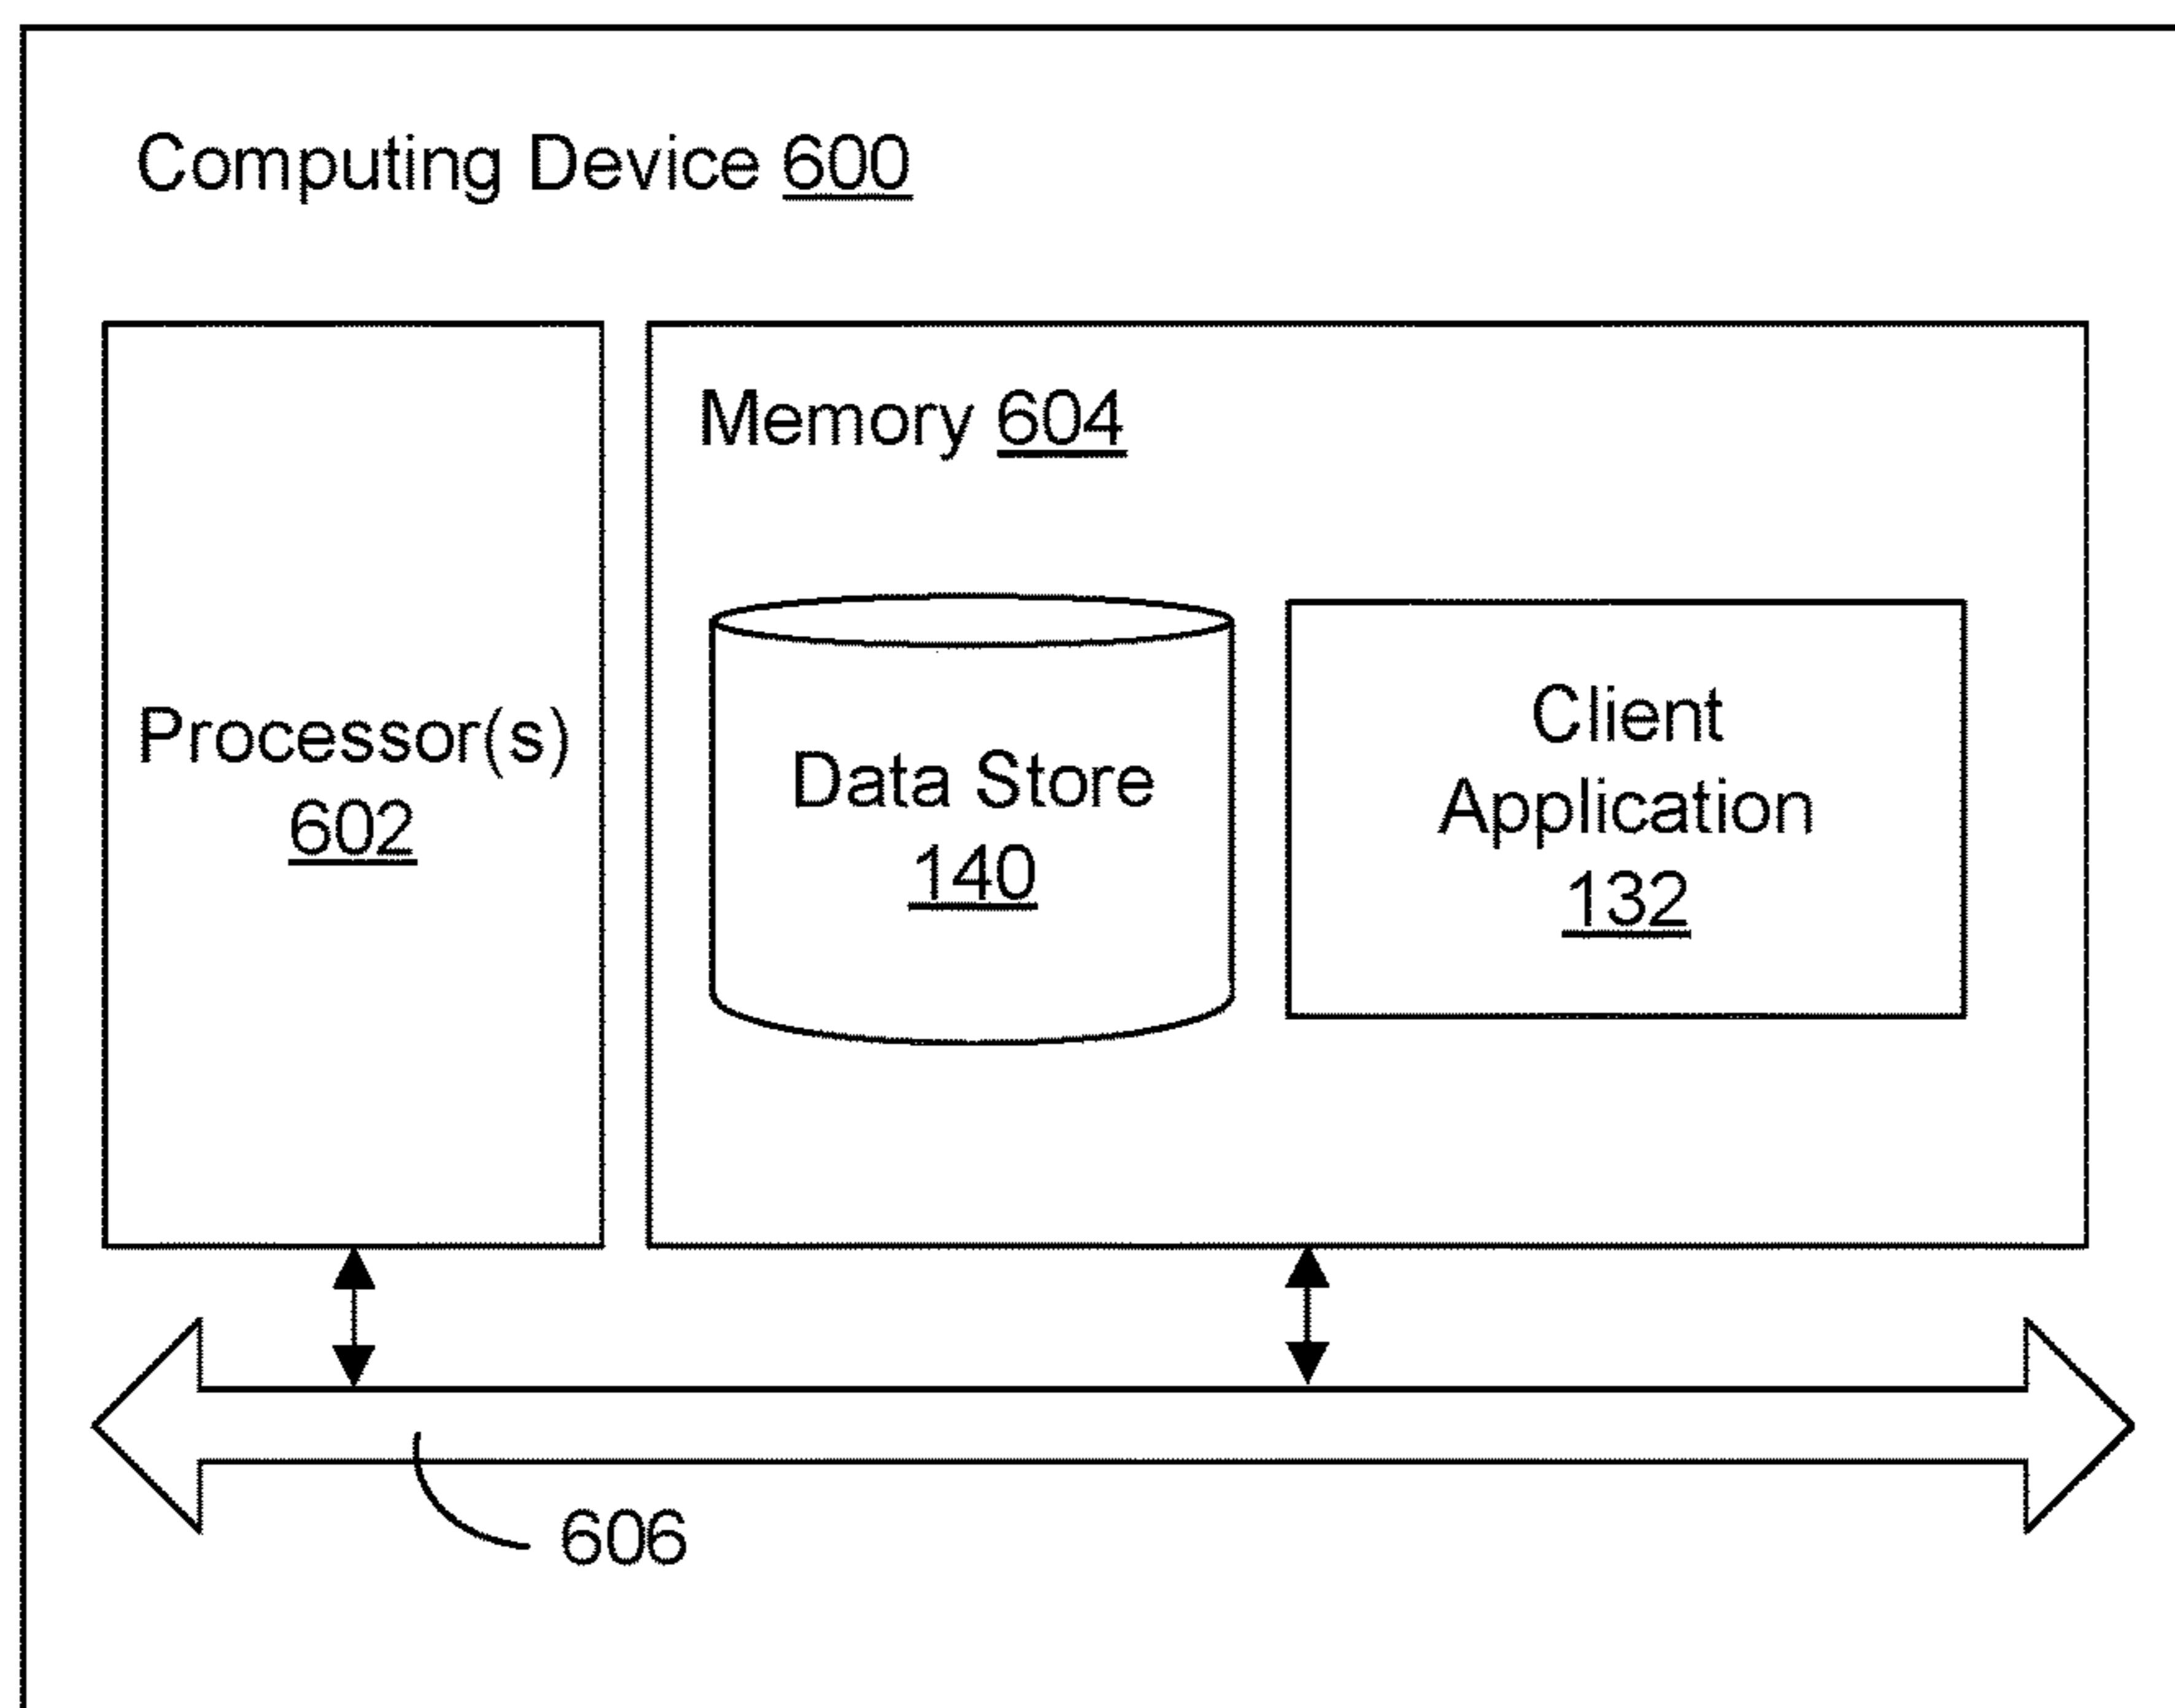 Computing Device 600
Memory 604
Processor(s)
602
Data Store
140
Client
Application
132
606